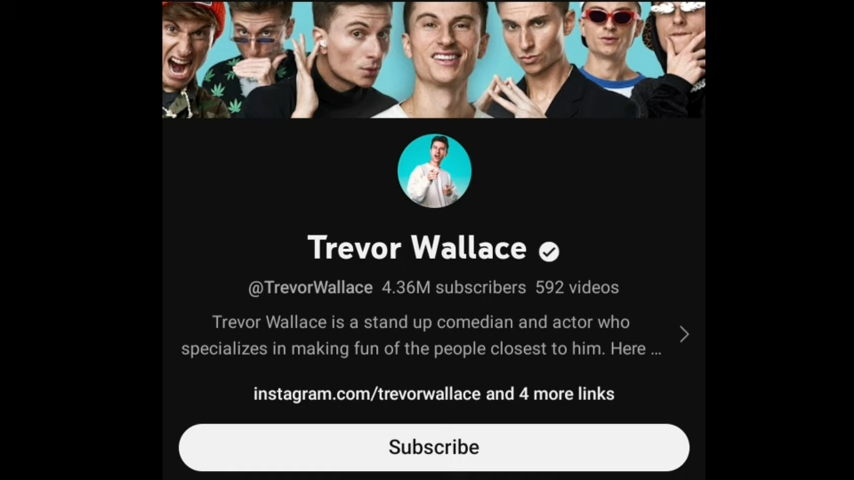 Trevor Wallace
@TrevorWallace 4.36M subscribers 592 videos
Trevor Wallace is a stand up comedian and actor who
specializes in making fun of the people closest to him. Here ...
instagram.com/trevorwallace and 4 more links
Subscribe